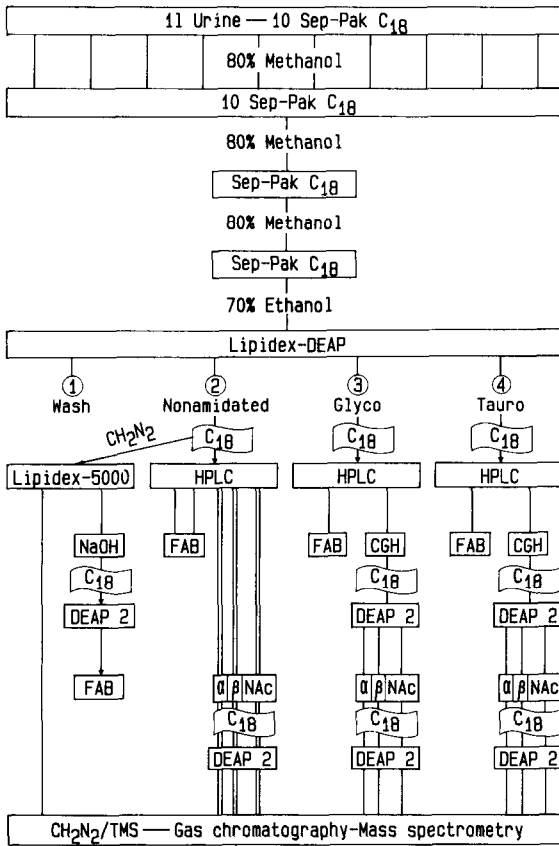 1l Urine — 10 Sep-Pak C18
80% Methanol
10 Sep-Pak C18
80% Methanol
Sep-Pak C18
80% Methanol
Sep-Pak C18
70% Ethanol
Lipidex-DEAP
1 2 3 4
Wash Nonamidated Glyco Tauro
CH2N2 C18 C18 C18
Lipidex-5000 HPLC HPLC HPLC
NaOH FAB FAB CGH FAB CGH
C18 C18 C18
DEAP 2 DEAP 2 DEAP 2
FAB α β NAc α β NAc α β NAc
C18 C18 C18
DEAP 2 DEAP 2 DEAP 2
CH2N2/TMS — Gas chromatography-Mass spectrometry